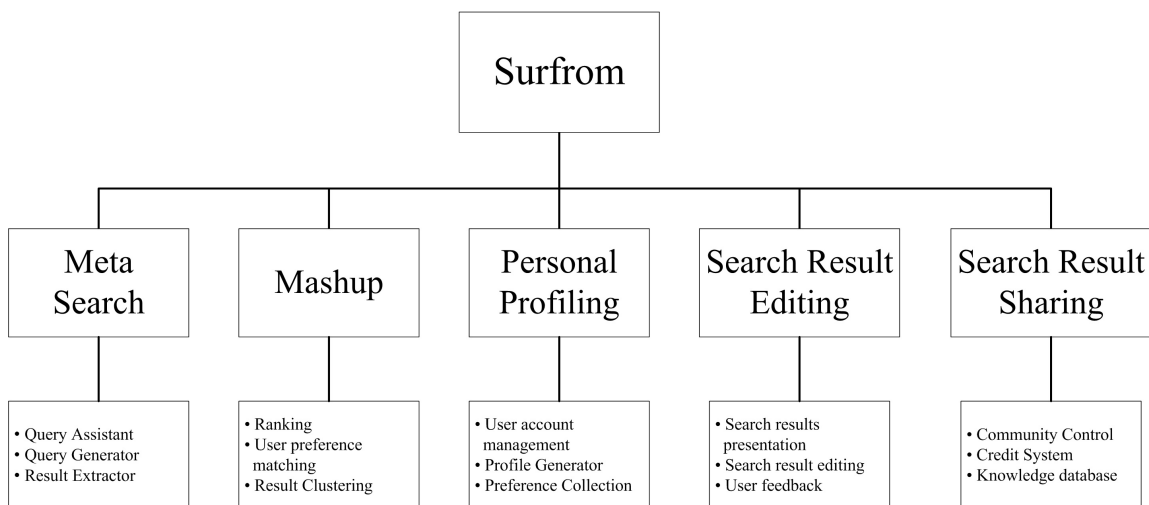 Surfrom
Meta
Search
Mashup
Personal
Profiling
Search Result
Editing
Search Result
Sharing
• Query Assistant
• Query Generator
• Result Extractor
• Ranking
• User preference
matching
• Result Clustering
• User account
management
• Profile Generator
• Preference Collection
• Search results
presentation
• Search result editing
• User feedback
• Community Control
• Credit System
• Knowledge database